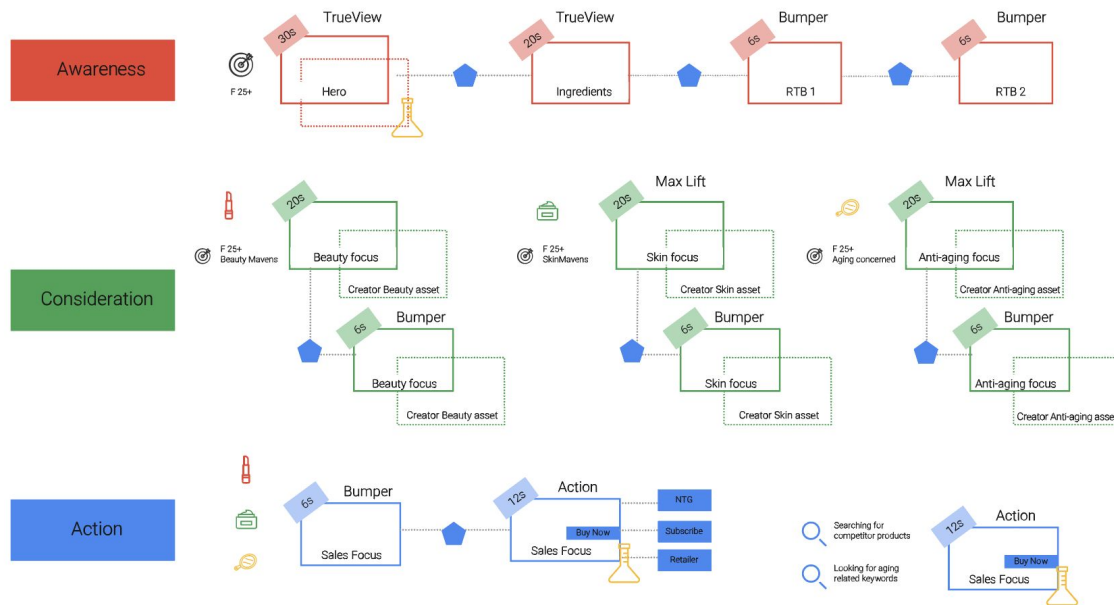 TrueView
TrueView
Bumper
Bumper
30s
20s
6s
6s
Awareness
F 25+
Hero
Ingredients
RTB 1
RTB 2
Max Lift
Max Lift
20s
20s
20s
F 25+
Beauty Mavens
F 25+
SkinMavens
F 25+
Aging concerned
Beauty focus
Skin focus
Anti-aging focus
Creator Beauty asset
Creator Skin asset
Creator Anti-aging asset
Consideration
Bumper
Bumper
Bumper
6s
6s
6s
Beauty focus
Skin focus
Anti-aging focus
Creator Beauty asset
Creator Skin asset
Creator Anti-aging asse
Action
Bumper
Action
6s
12s
NTG
Buy Now
Subscribe
Sales Focus
Sales Focus
Retailer
Searching for
competitor products
Looking for aging
related keywords
Action
12s
Buy Now
Sales Focus